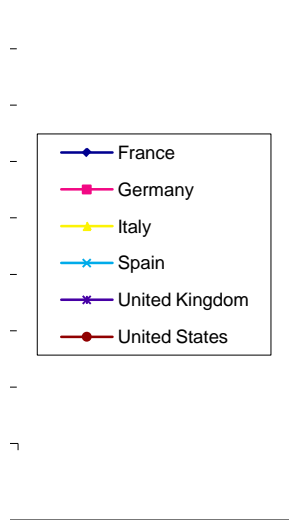 France
Germany
Italy
Spain
United Kingdom
United States